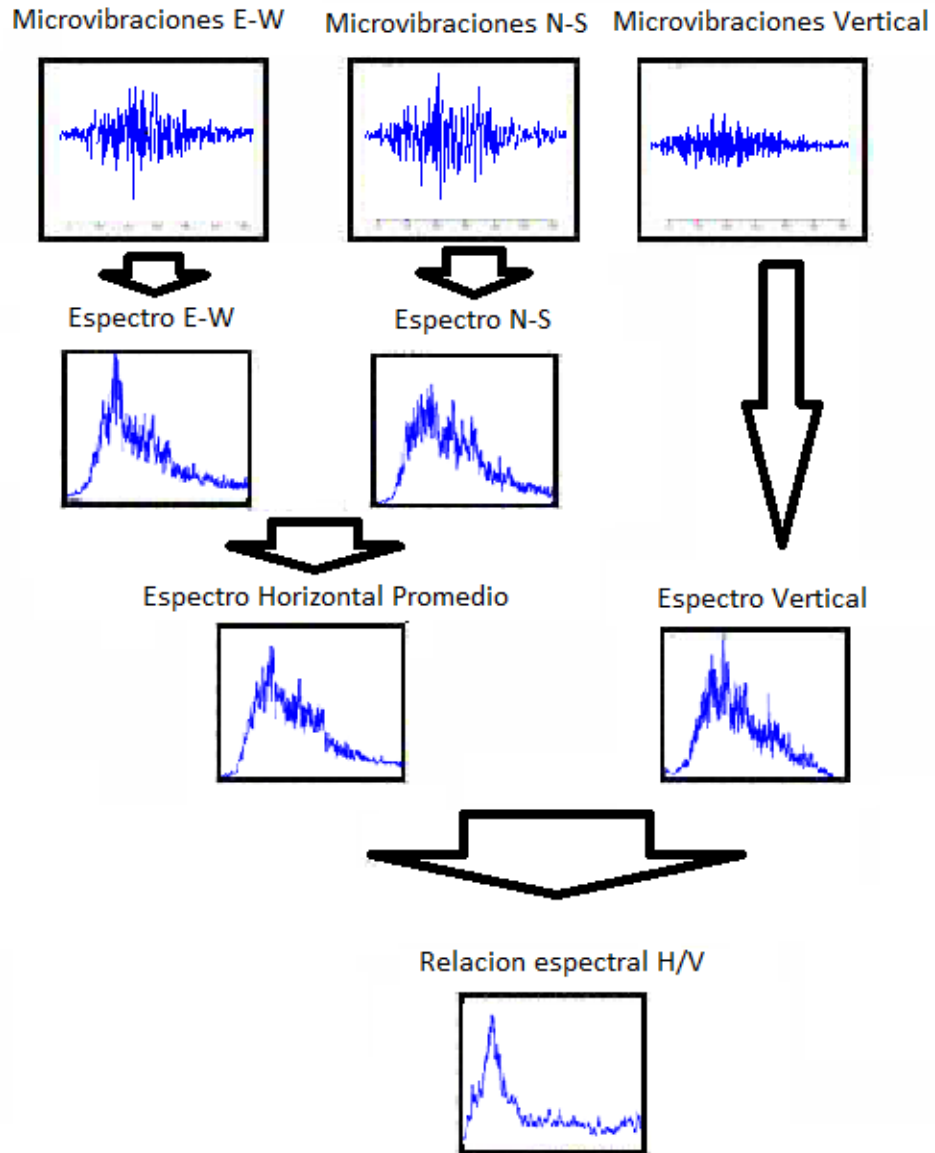 Microvibraciones E-W
Microvibraciones N-S
Microvibraciones Vertical
Espectro E-W
Espectro N-S
Espectro Horizontal Promedio
Espectro Vertical
Relacion espectral H/V